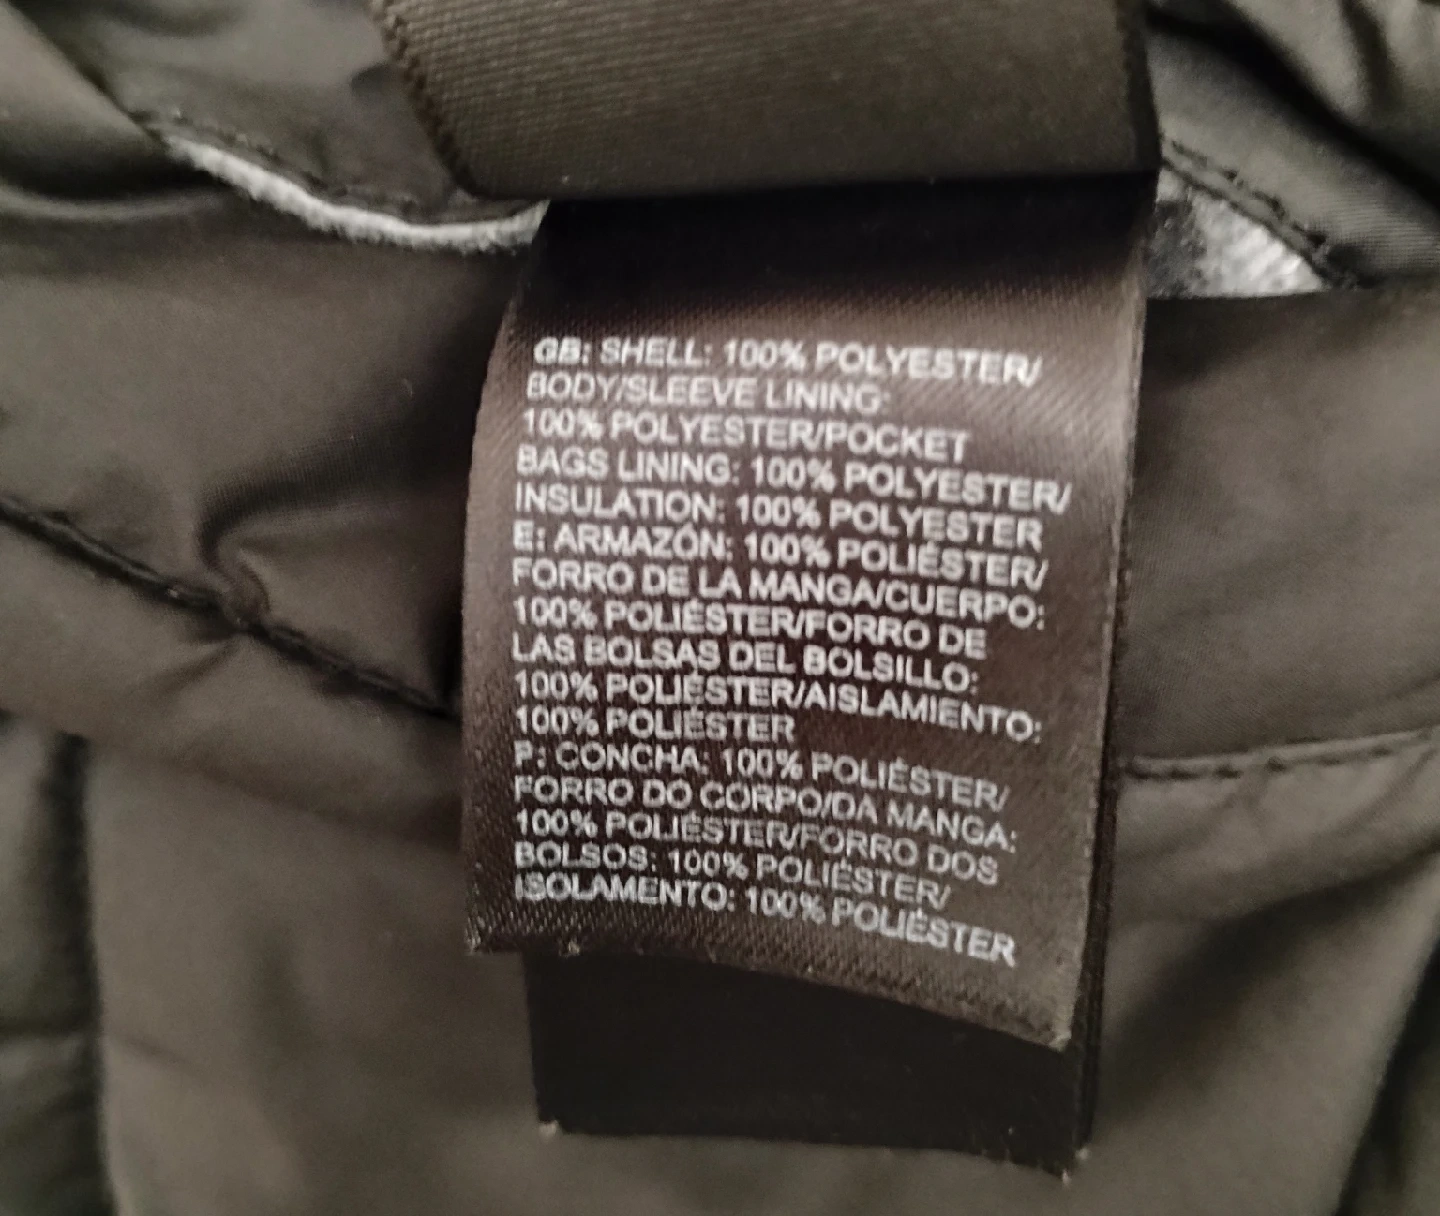 GB: SHELL: 100% POLYESTER/
BODY/SLEEVE LINING:
100% POLYESTER/POCKET
BAGS LINING: 100% POLYESTER/
INSULATION: 100% POLYESTER
E: ARMAZÓN: 100% POLIÉSTER/
FORRO DE LA MANGA/CUERPO:
100% POLIÉSTER/FORRO DE
LAS BOLSAS DEL BOLSILLO:
100% POLIÉSTER/AISLAMIENTO:
100% POLIÉSTER
P: CONCHA: 100% POLIÉSTER/
FORRO DO CORPO/DA MANGA:
100% POLIÉSTER/FORRO DOS
BOLSOS: 100% POLIÉSTER/
ISOLAMENTO: 100% POLIÉSTER